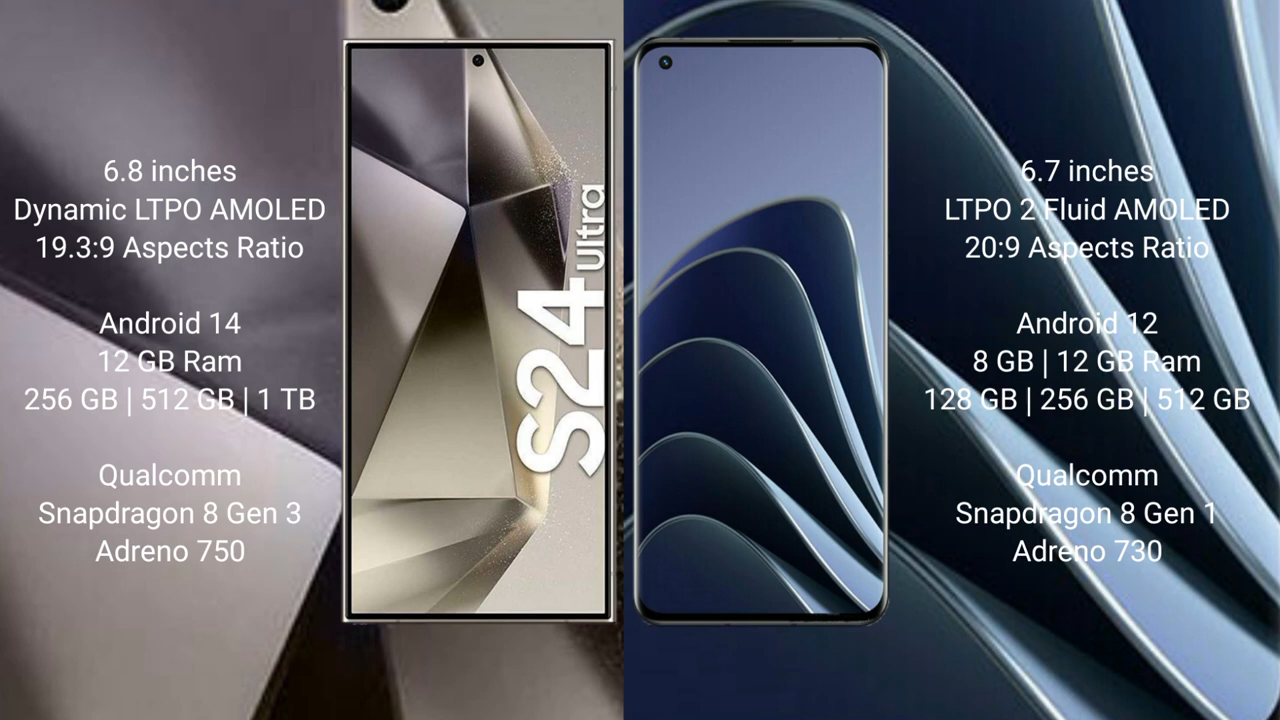 6.8 inches
Dynamic LTPO AMOLED
19.3:9 Aspects Ratio
Android 14
12 GB Ram
256 GB | 512 GB | 1 TB
Qualcomm
Snapdragon 8 Gen 3
Adreno 750
S24 Ultra
6.7 inches
LTPO 2 Fluid AMOLED
20:9 Aspects Ratio
Android 12
8 GB | 12 GB Ram
128 GB | 256 GB | 512 GB
Qualcomm
Snapdragon 8 Gen 1
Adreno 730